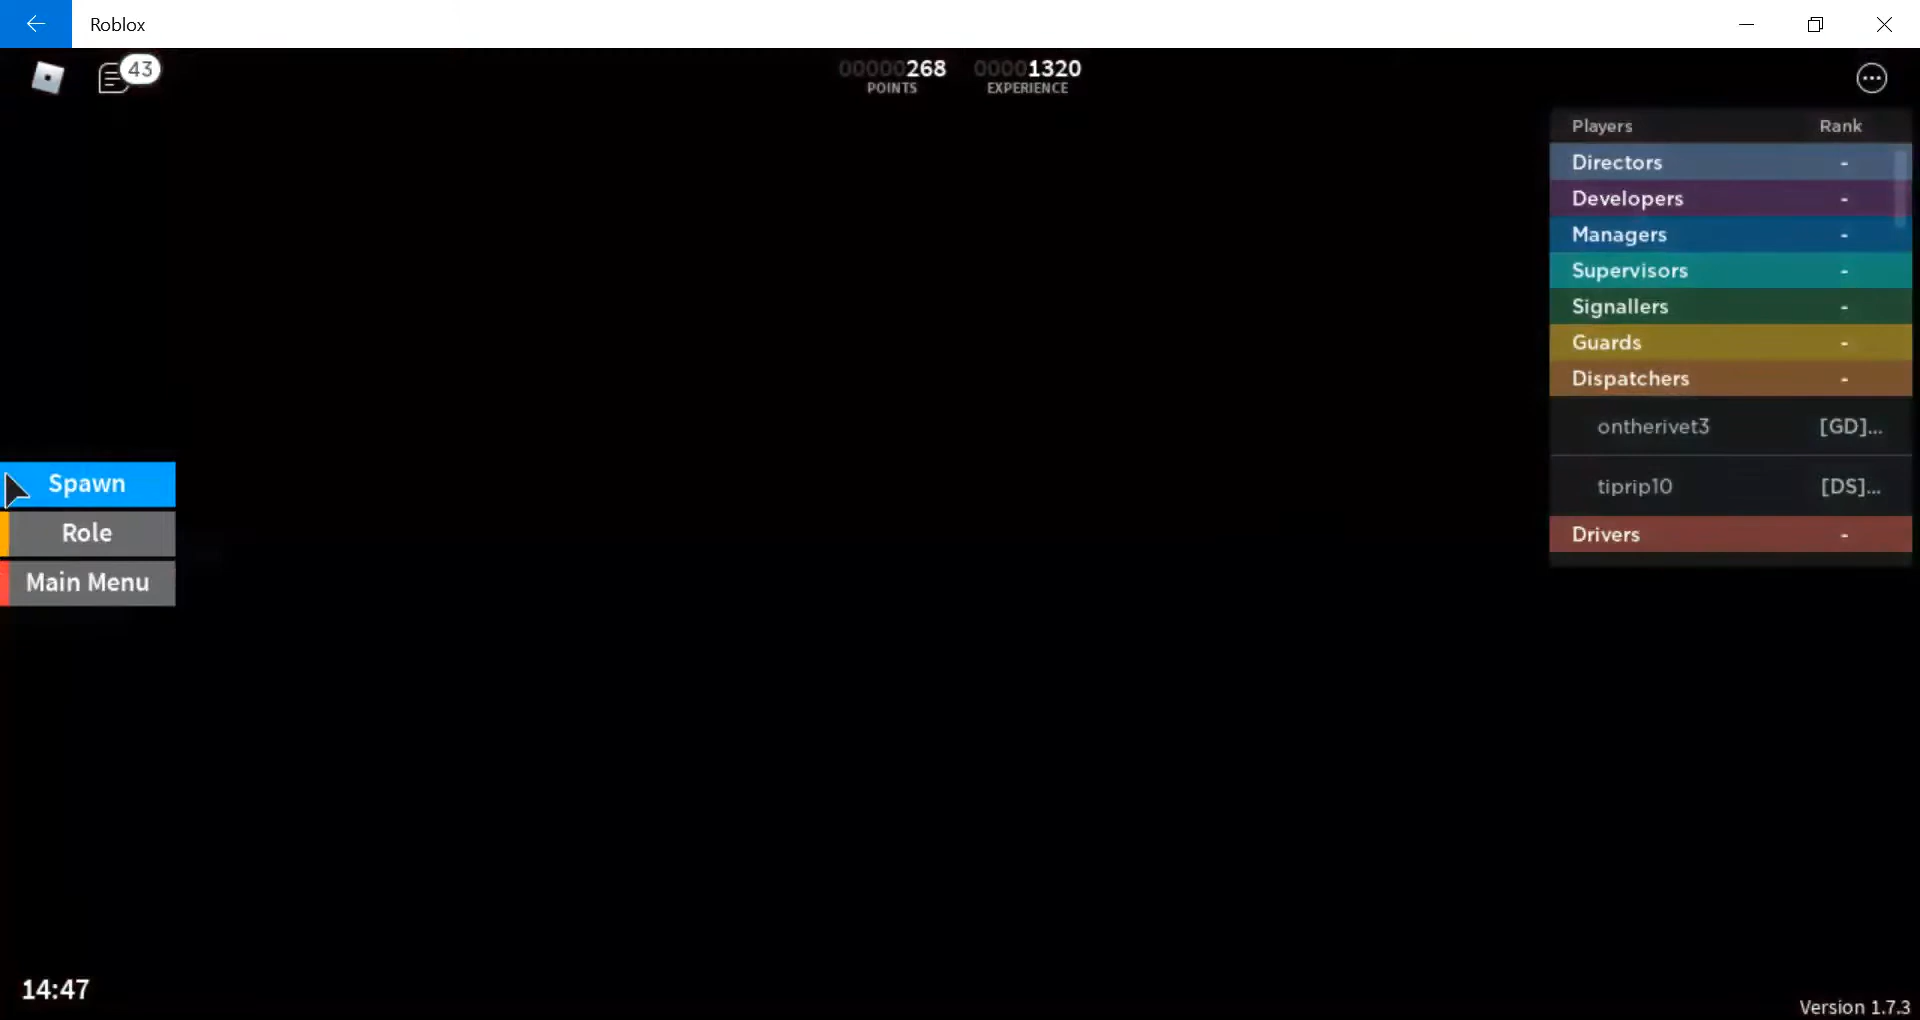 Roblox
43
00000268 00001320
POINTS EXPERIENCE
Players Rank
Directors -
Developers -
Managers -
Supervisors -
Signallers -
Guards -
Dispatchers -
ontherivet3 [GD]...
tiprip10 [DS]...
Drivers -
Spawn
Role
Main Menu
14:47
Version 1.7.3